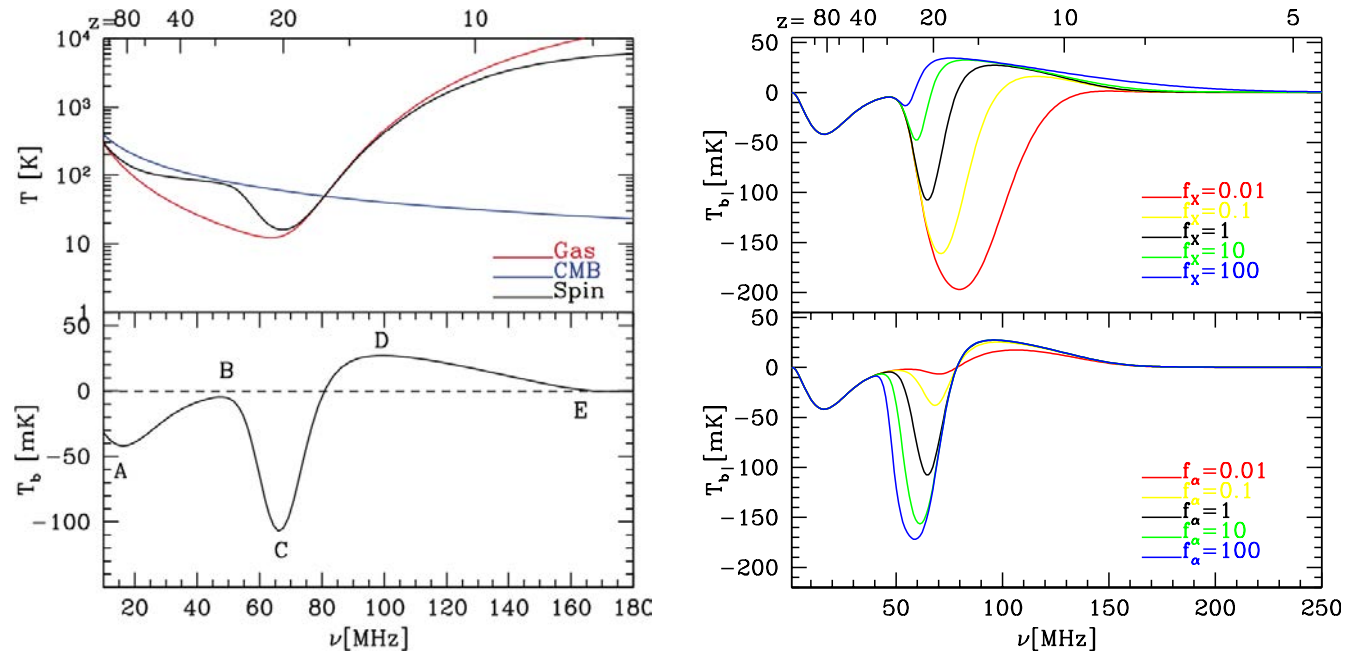 z=80 40 20 10
10⁴
10³
10²
10
1
T [K]
Gas
CMB
Spin
50
0
−50
−100
T_b [mK]
A
B
C
D
E
20 40 60 80 100 120 140 160 180
ν[MHz]
z= 80 40 20 10 5
50
0
−50
−100
−150
−200
T_b [mK]
f_X=0.01
f_X=0.1
f_X=1
f_X=10
f_X=100
50
0
−50
−100
−150
−200
T_b [mK]
f_α=0.01
f_α=0.1
f_α=1
f_α=10
f_α=100
50 100 150 200 250
ν[MHz]